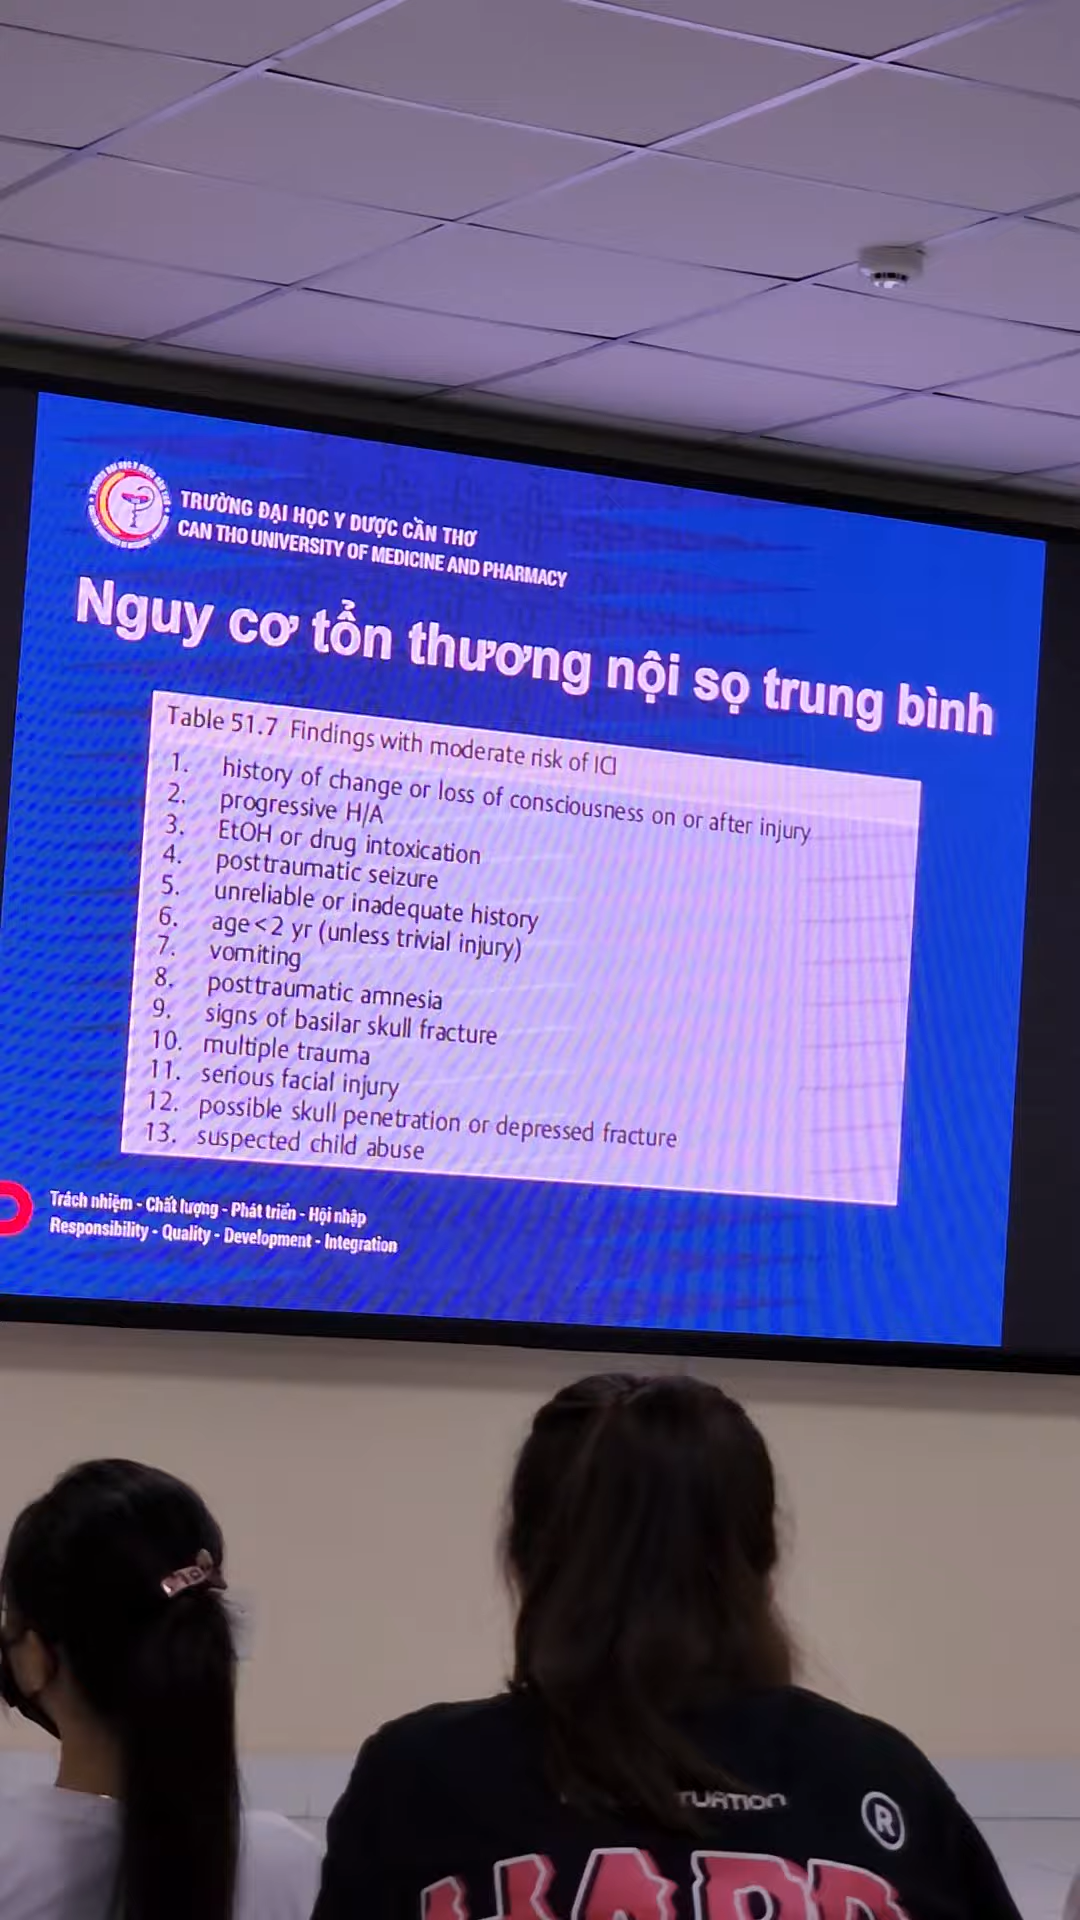 TRƯỜNG ĐẠI HỌC Y DƯỢC CẦN THƠ
CAN THO UNIVERSITY OF MEDICINE AND PHARMACY
Nguy cơ tổn thương nội sọ trung bình
Table 51.7 Findings with moderate risk of ICI
1. history of change or loss of consciousness on or after injury
2. progressive H/A
3. EtOH or drug intoxication
4. posttraumatic seizure
5. unreliable or inadequate history
6. age<2 yr (unless trivial injury)
7. vomiting
8. posttraumatic amnesia
9. signs of basilar skull fracture
10. multiple trauma
11. serious facial injury
12. possible skull penetration or depressed fracture
13. suspected child abuse
Trách nhiệm - Chất lượng - Phát triển - Hội nhập
Responsibility - Quality - Development - Integration
TUATION
®